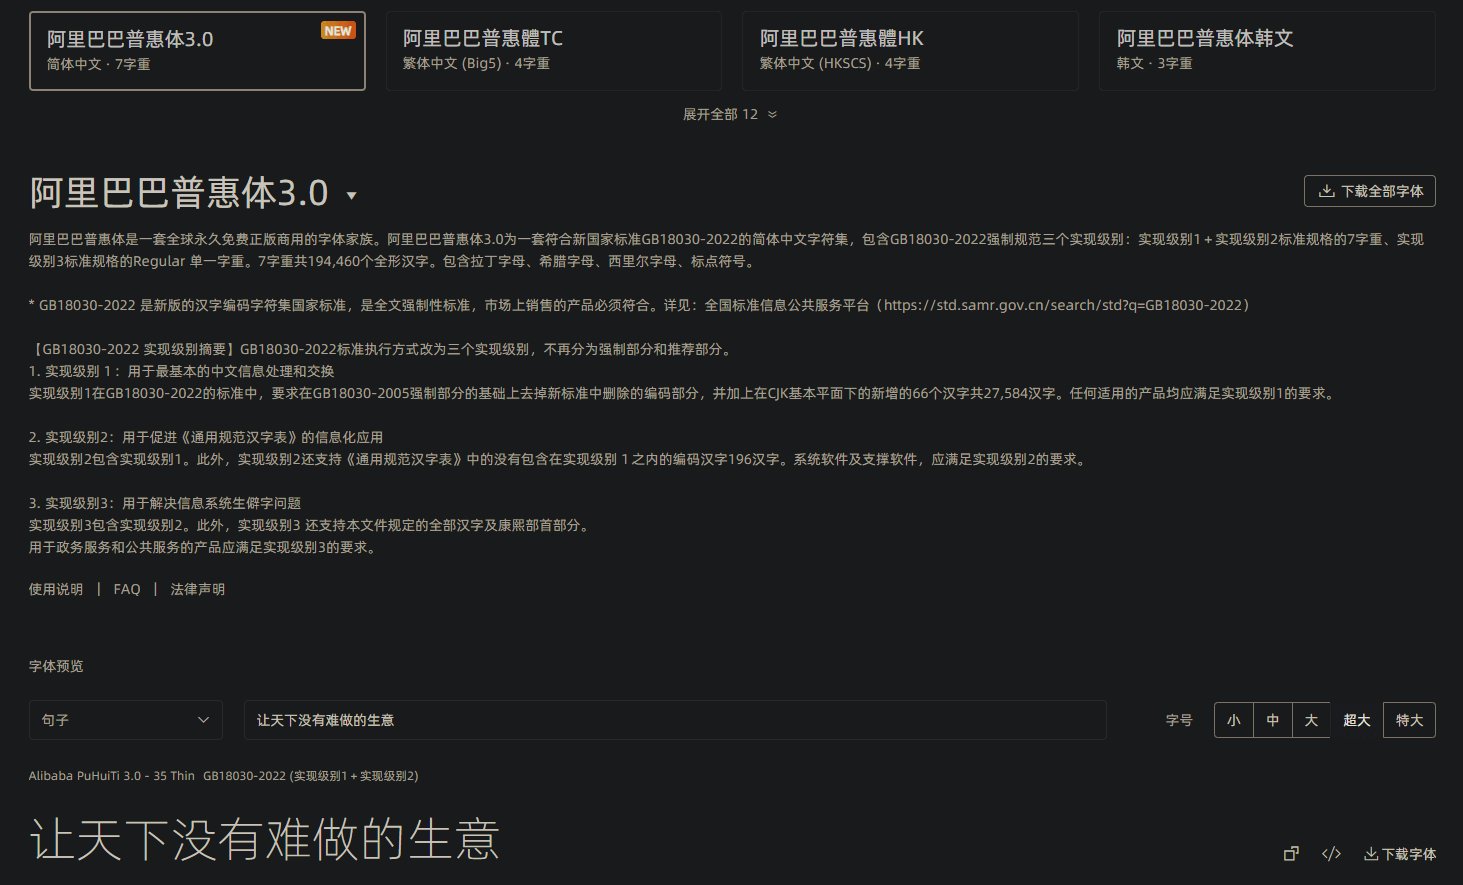 阿里巴巴普惠体3.0
NEW
简体中文 · 7字重
阿里巴巴普惠體TC
繁体中文 (Big5) · 4字重
阿里巴巴普惠體HK
繁体中文 (HKSCS) · 4字重
阿里巴巴普惠体韩文
韩文 · 3字重
展开全部 12
阿里巴巴普惠体3.0
下载全部字体
阿里巴巴普惠体是一套全球永久免费正版商用的字体家族。阿里巴巴普惠体3.0为一套符合新国家标准GB18030-2022的简体中文字符集，包含GB18030-2022强制规范三个实现级别：实现级别1＋实现级别2标准规格的7字重、实现
级别3标准规格的Regular 单一字重。7字重共194,460个全形汉字。包含拉丁字母、希腊字母、西里尔字母、标点符号。
* GB18030-2022 是新版的汉字编码字符集国家标准，是全文强制性标准，市场上销售的产品必须符合。详见：全国标准信息公共服务平台（https://std.samr.gov.cn/search/std?q=GB18030-2022）
【GB18030-2022 实现级别摘要】GB18030-2022标准执行方式改为三个实现级别，不再分为强制部分和推荐部分。
1. 实现级别 1：用于最基本的中文信息处理和交换
实现级别1在GB18030-2022的标准中，要求在GB18030-2005强制部分的基础上去掉新标准中删除的编码部分，并加上在CJK基本平面下的新增的66个汉字共27,584汉字。任何适用的产品均应满足实现级别1的要求。
2. 实现级别2：用于促进《通用规范汉字表》的信息化应用
实现级别2包含实现级别1。此外，实现级别2还支持《通用规范汉字表》中的没有包含在实现级别 1 之内的编码汉字196汉字。系统软件及支撑软件，应满足实现级别2的要求。
3. 实现级别3：用于解决信息系统生僻字问题
实现级别3包含实现级别2。此外，实现级别3 还支持本文件规定的全部汉字及康熙部首部分。
用于政务服务和公共服务的产品应满足实现级别3的要求。
使用说明 | FAQ | 法律声明
字体预览
句子
让天下没有难做的生意
字号 小 中 大 超大 特大
Alibaba PuHuiTi 3.0 - 35 Thin GB18030-2022 (实现级别1＋实现级别2)
让天下没有难做的生意
</> 下载字体